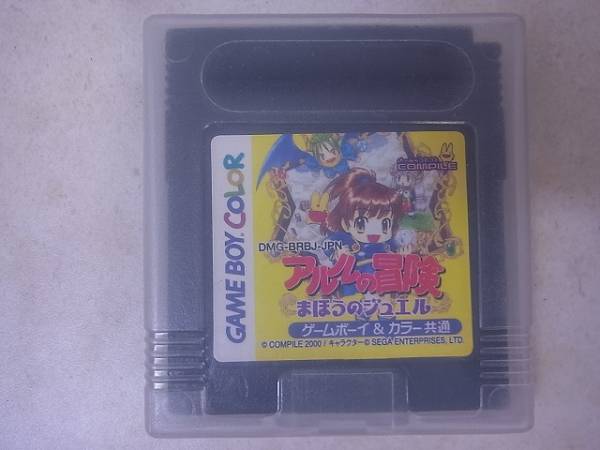 GAME BOY COLOR
COMPILE
DMG-BRBJ-JPN
アルルの冒険
まほうのジュエル
ゲームボーイ & カラー共通
© COMPILE 2000 / キャラクター© SEGA ENTERPRISES, LTD.